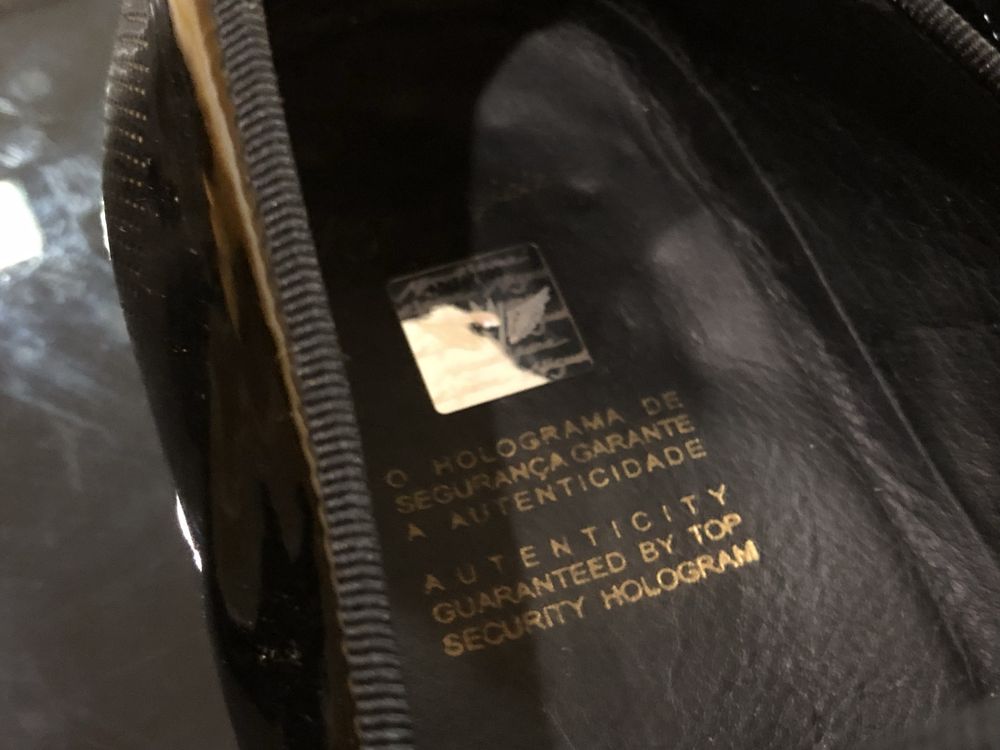 O HOLOGRAMA DE
SEGURANÇA GARANTE
A AUTENTICIDADE
AUTENTICITY
GUARANTEED BY TOP
SECURITY HOLOGRAM